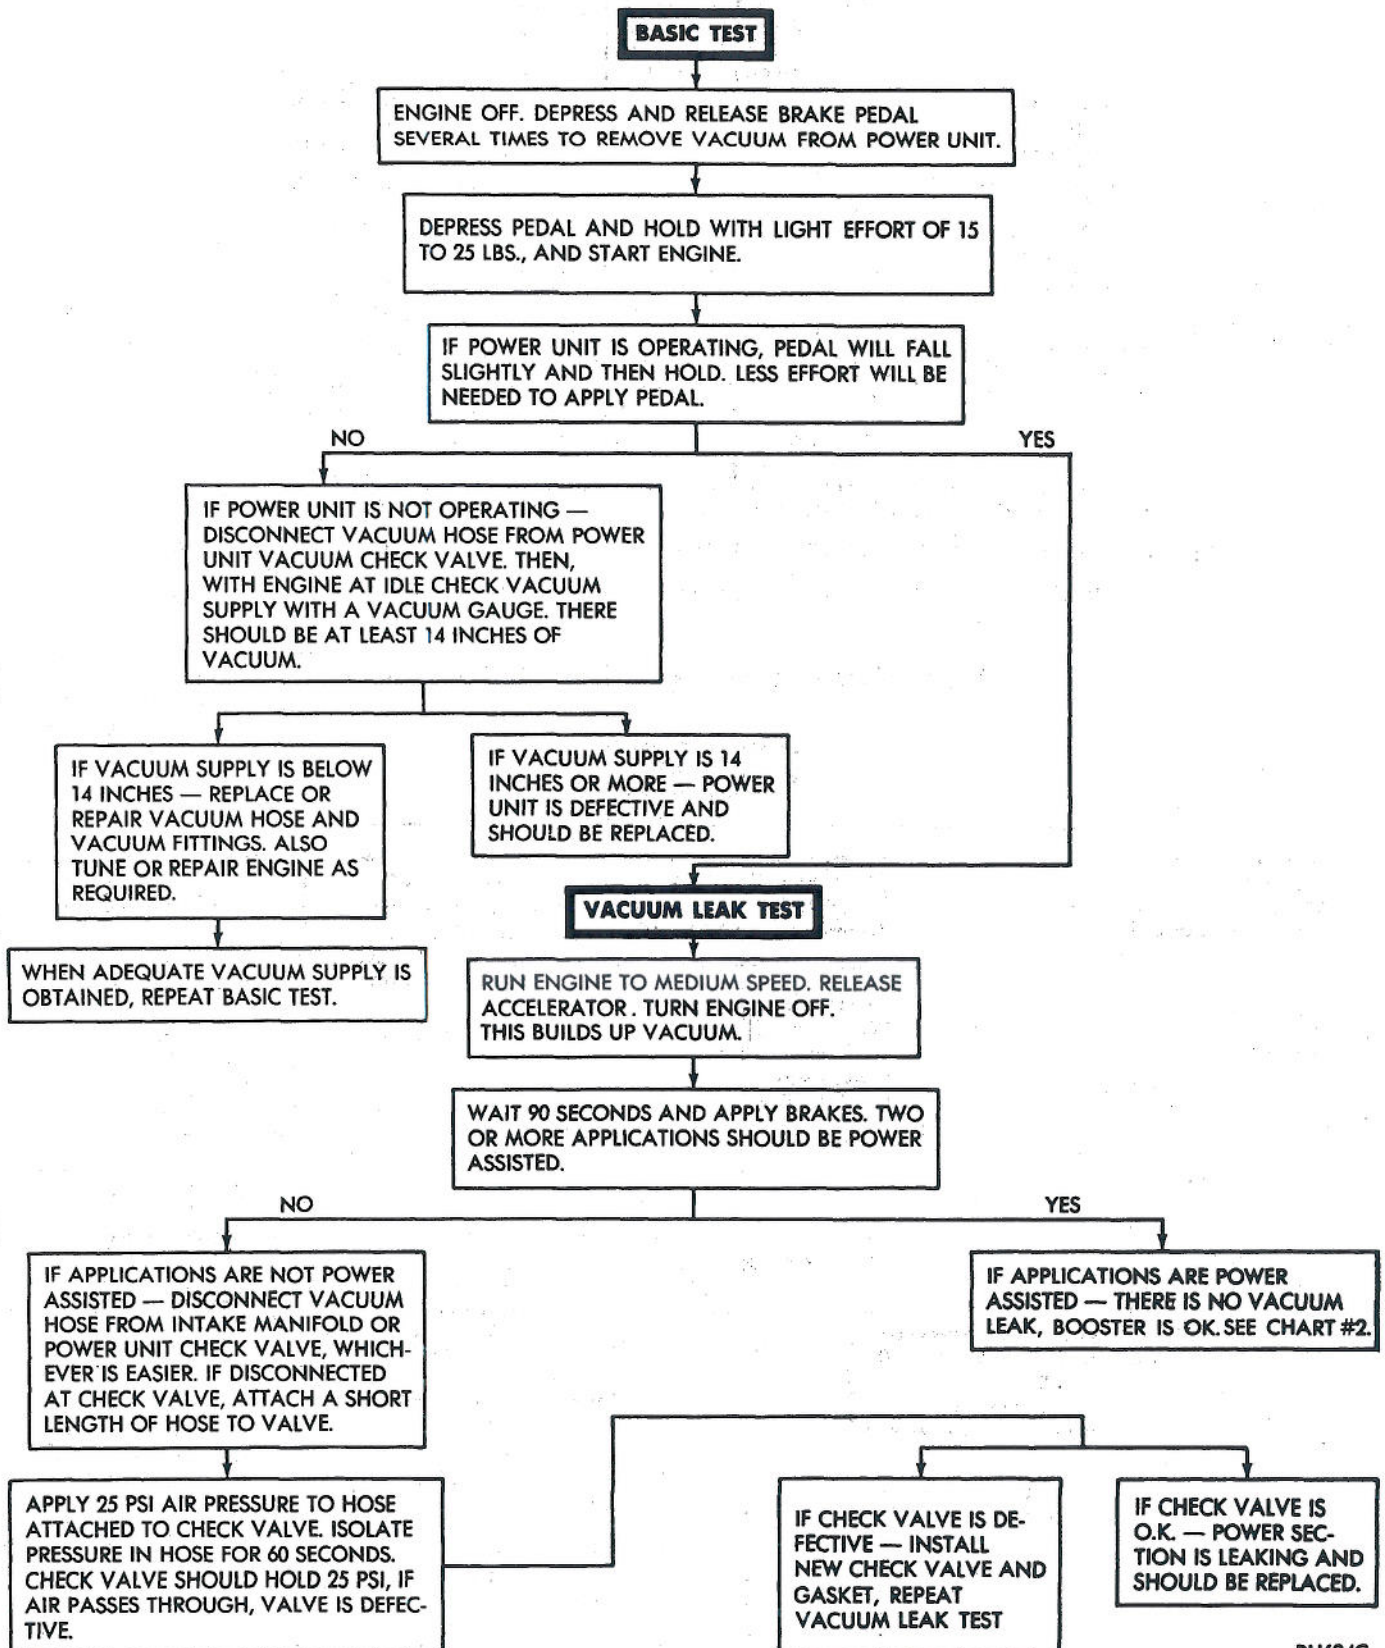 BASIC TEST
ENGINE OFF. DEPRESS AND RELEASE BRAKE PEDAL
SEVERAL TIMES TO REMOVE VACUUM FROM POWER UNIT.
DEPRESS PEDAL AND HOLD WITH LIGHT EFFORT OF 15
TO 25 LBS., AND START ENGINE.
IF POWER UNIT IS OPERATING, PEDAL WILL FALL
SLIGHTLY AND THEN HOLD. LESS EFFORT WILL BE
NEEDED TO APPLY PEDAL.
NO
YES
IF POWER UNIT IS NOT OPERATING —
DISCONNECT VACUUM HOSE FROM POWER
UNIT VACUUM CHECK VALVE. THEN,
WITH ENGINE AT IDLE CHECK VACUUM
SUPPLY WITH A VACUUM GAUGE. THERE
SHOULD BE AT LEAST 14 INCHES OF
VACUUM.
IF VACUUM SUPPLY IS BELOW
14 INCHES — REPLACE OR
REPAIR VACUUM HOSE AND
VACUUM FITTINGS. ALSO
TUNE OR REPAIR ENGINE AS
REQUIRED.
IF VACUUM SUPPLY IS 14
INCHES OR MORE — POWER
UNIT IS DEFECTIVE AND
SHOULD BE REPLACED.
WHEN ADEQUATE VACUUM SUPPLY IS
OBTAINED, REPEAT BASIC TEST.
VACUUM LEAK TEST
RUN ENGINE TO MEDIUM SPEED. RELEASE
ACCELERATOR. TURN ENGINE OFF.
THIS BUILDS UP VACUUM.
WAIT 90 SECONDS AND APPLY BRAKES. TWO
OR MORE APPLICATIONS SHOULD BE POWER
ASSISTED.
NO
YES
IF APPLICATIONS ARE NOT POWER
ASSISTED — DISCONNECT VACUUM
HOSE FROM INTAKE MANIFOLD OR
POWER UNIT CHECK VALVE, WHICH-
EVER IS EASIER. IF DISCONNECTED
AT CHECK VALVE, ATTACH A SHORT
LENGTH OF HOSE TO VALVE.
IF APPLICATIONS ARE POWER
ASSISTED — THERE IS NO VACUUM
LEAK, BOOSTER IS OK. SEE CHART #2.
APPLY 25 PSI AIR PRESSURE TO HOSE
ATTACHED TO CHECK VALVE. ISOLATE
PRESSURE IN HOSE FOR 60 SECONDS.
CHECK VALVE SHOULD HOLD 25 PSI, IF
AIR PASSES THROUGH, VALVE IS DEFEC-
TIVE.
IF CHECK VALVE IS DE-
FECTIVE — INSTALL
NEW CHECK VALVE AND
GASKET, REPEAT
VACUUM LEAK TEST
IF CHECK VALVE IS
O.K. — POWER SEC-
TION IS LEAKING AND
SHOULD BE REPLACED.